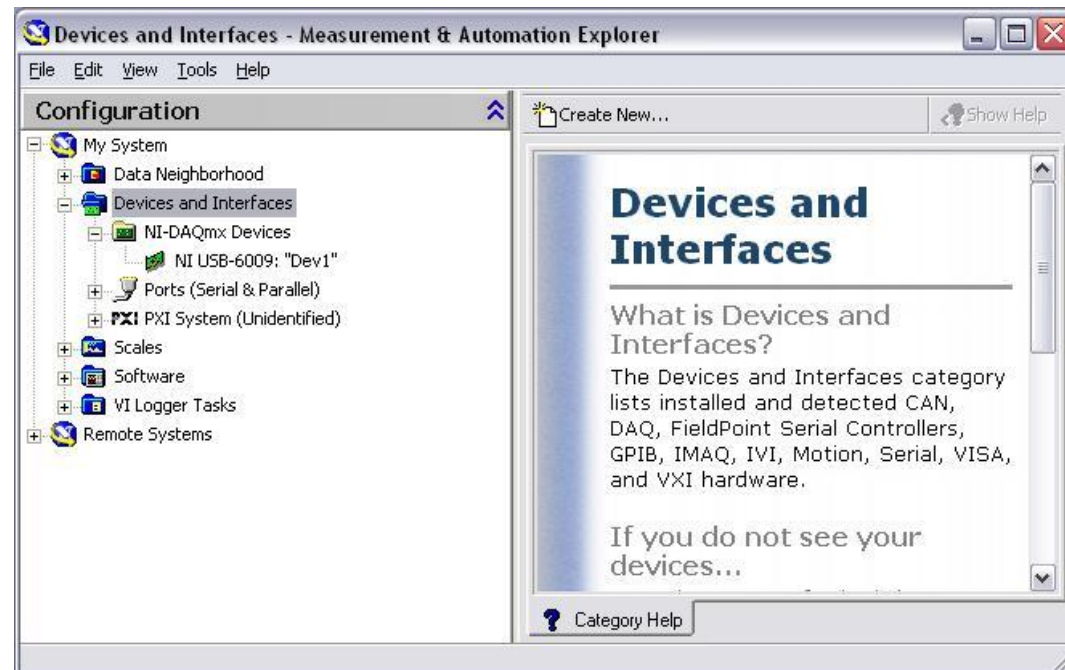 Devices and Interfaces - Measurement & Automation Explorer
File Edit View Tools Help
Configuration
My System
Data Neighborhood
Devices and Interfaces
NI-DAQmx Devices
NI USB-6009: "Dev1"
Ports (Serial & Parallel)
PXI PXI System (Unidentified)
Scales
Software
VI Logger Tasks
Remote Systems
Create New...
Show Help
Devices and
Interfaces
What is Devices and
Interfaces?
The Devices and Interfaces category
lists installed and detected CAN,
DAQ, FieldPoint Serial Controllers,
GPIB, IMAQ, IVI, Motion, Serial, VISA,
and VXI hardware.
If you do not see your
devices...
Category Help